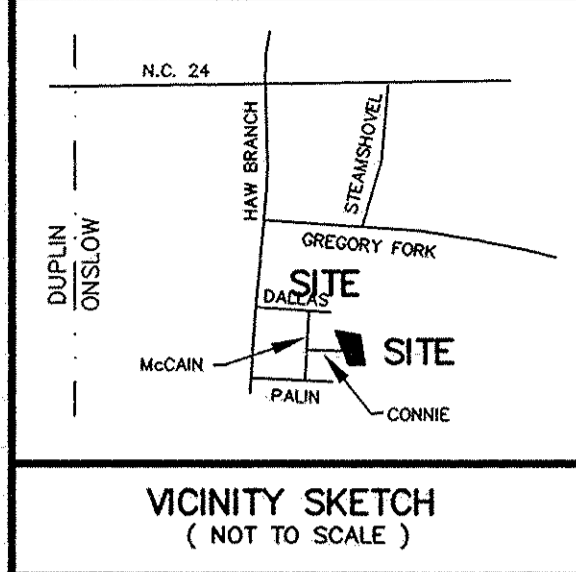 N.C. 24
HAW BRANCH
STEAMSHOVEL
GREGORY FORK
DUPLIN
ONSLOW
SITE
DALLAS
McCAIN
SITE
PALIN
CONNIE
VICINITY SKETCH
( NOT TO SCALE )